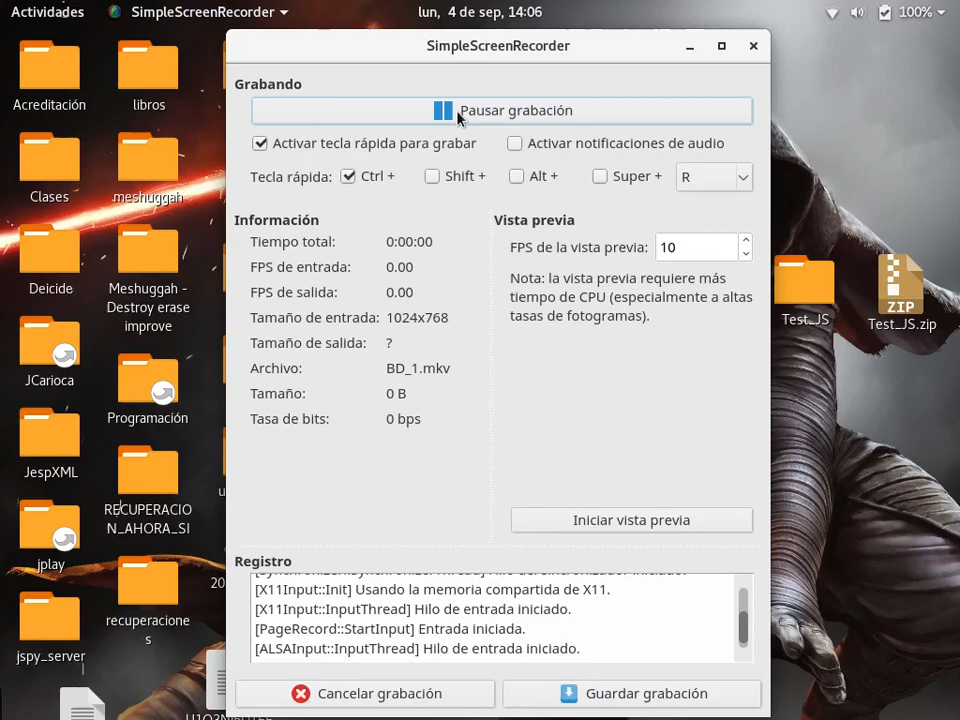 Actividades
SimpleScreenRecorder
lun, 4 de sep, 14:06
100%
SimpleScreenRecorder
Grabando
Pausar grabación
Activar tecla rápida para grabar
Activar notificaciones de audio
Tecla rápida:
Ctrl +
Shift +
Alt +
Super +
R
Información
Tiempo total: 0:00:00
FPS de entrada: 0.00
FPS de salida: 0.00
Tamaño de entrada: 1024x768
Tamaño de salida: ?
Archivo: BD_1.mkv
Tamaño: 0 B
Tasa de bits: 0 bps
Vista previa
FPS de la vista previa: 10
Nota: la vista previa requiere más
tiempo de CPU (especialmente a altas
tasas de fotogramas).
Iniciar vista previa
Registro
[X11Input::Init] Usando la memoria compartida de X11.
[X11Input::InputThread] Hilo de entrada iniciado.
[PageRecord::StartInput] Entrada iniciada.
[ALSAInput::InputThread] Hilo de entrada iniciado.
Cancelar grabación
Guardar grabación
Acreditación
Clases
Deicide
JCarioca
JespXML
jplay
jspy_server
libros
meshuggah
Meshuggah -
Destroy erase
improve
Programación
RECUPERACIO
N_AHORA_SI
recuperacione
s
Test_JS
ZIP
Test_JS.zip